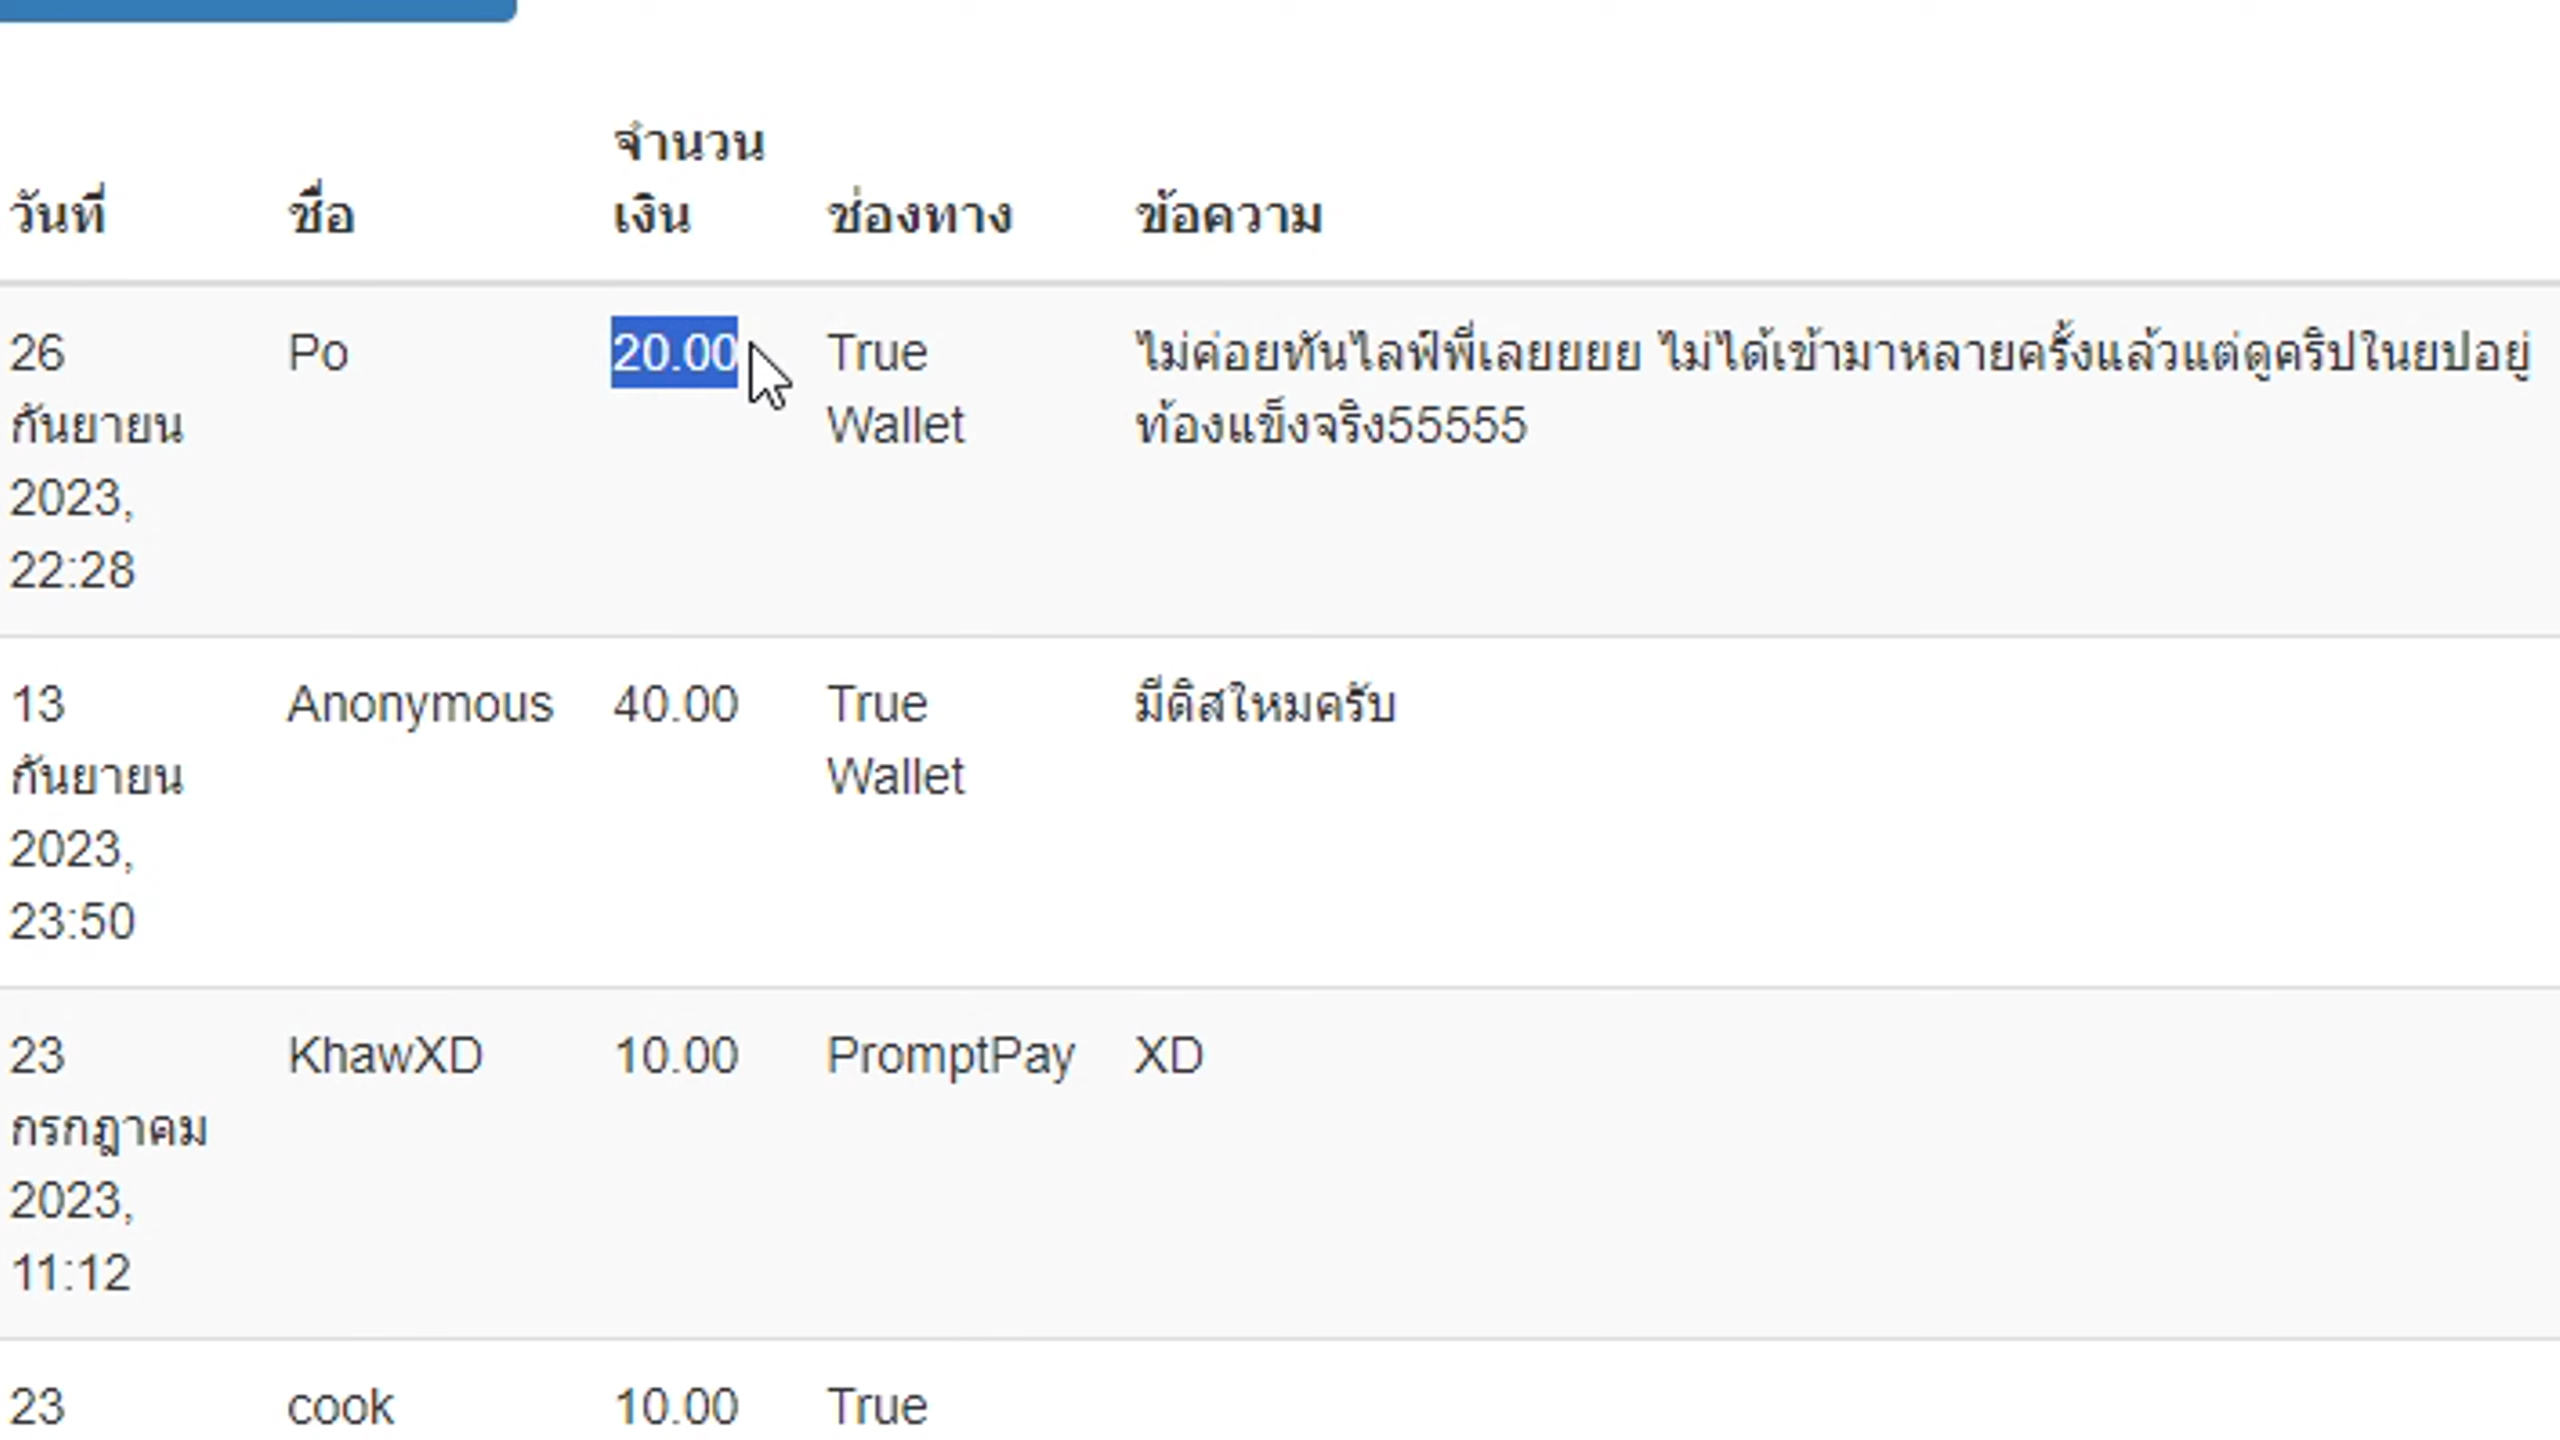 วันที่ ชื่อ จำนวน
เงิน ช่องทาง ข้อความ
26
กันยายน
2023,
22:28 Po 20.00 True
Wallet ไม่ค่อยทันไลฟ์พี่เลยยยย ไม่ได้เข้ามาหลายครั้งแล้วแต่ดูคริปในยปอยู่
ท้องแข็งจริง55555
13
กันยายน
2023,
23:50 Anonymous 40.00 True
Wallet มีดิสใหมครับ
23
กรกฎาคม
2023,
11:12 KhawXD 10.00 PromptPay XD
23 cook 10.00 True